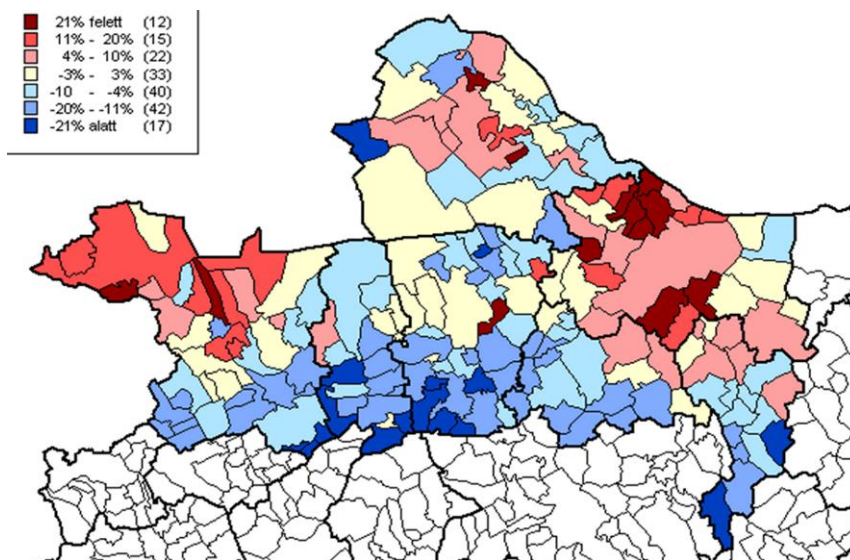 21% felett (12)
11% - 20% (15)
4% - 10% (22)
-3% - 3% (33)
-10 - -4% (40)
-20% - -11% (42)
-21% alatt (17)